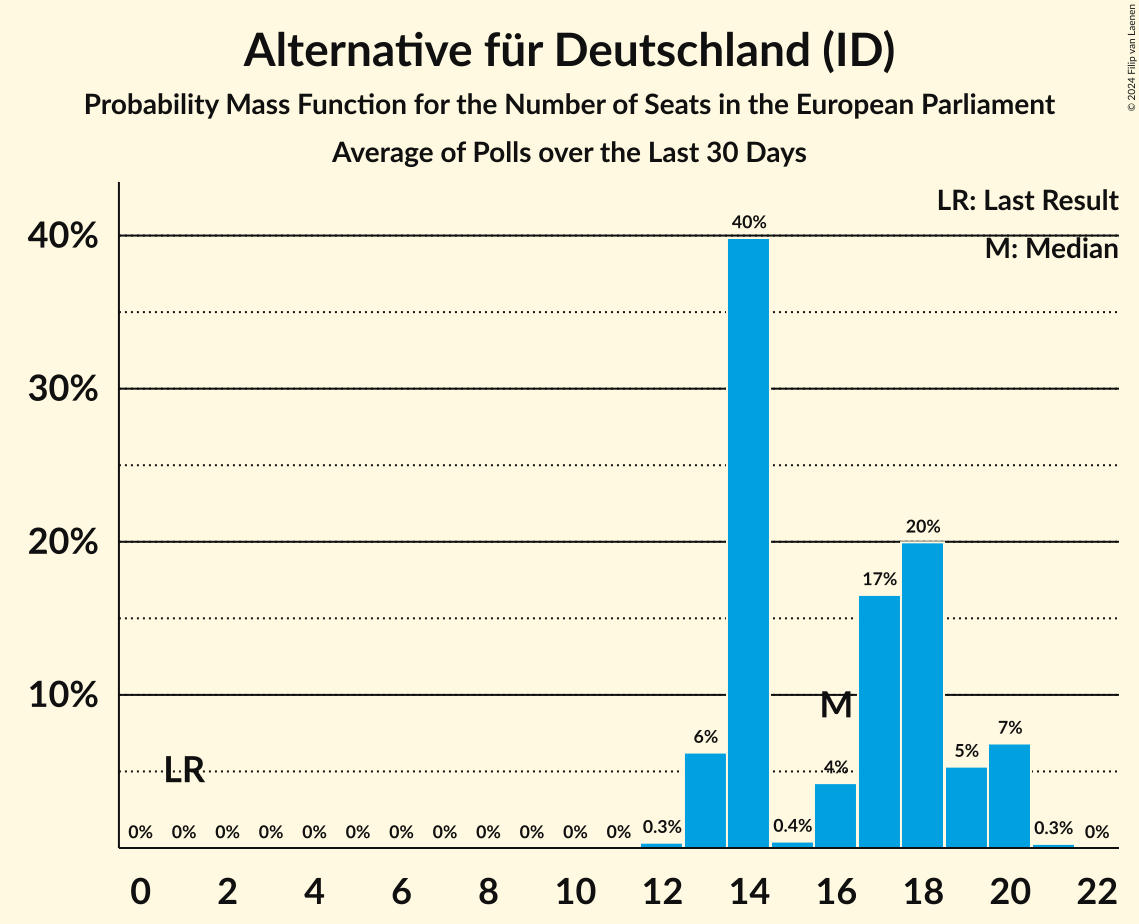 Alternative für Deutschland (ID)
Probability Mass Function for the Number of Seats in the European Parliament
Average of Polls over the Last 30 Days
© 2024 Filip van Laenen
LR: Last Result
M: Median
40%
30%
20%
10%
40%
20%
17%
M
6%
7%
5%
4%
LR
0% 0% 0% 0% 0% 0% 0% 0% 0% 0% 0% 0% 0.3% 0.4% 0.3% 0%
0 2 4 6 8 10 12 14 16 18 20 22